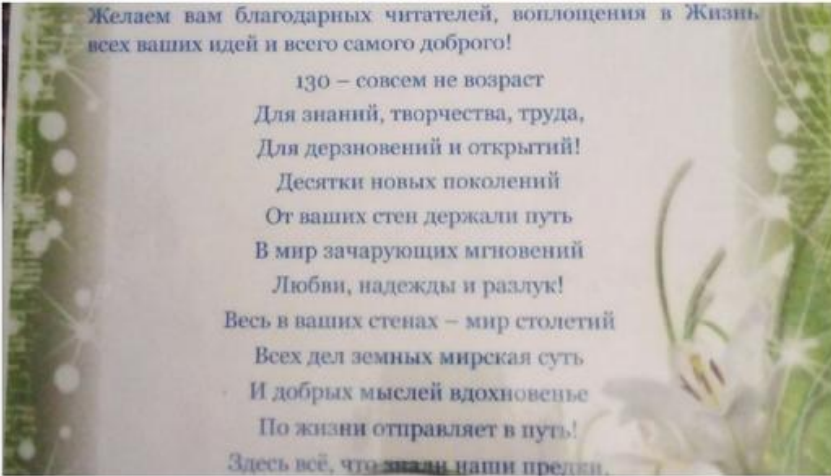 Желаем вам благодарных читателей, воплощения в Жизнь
всех ваших идей и всего самого доброго!
130 – совсем не возраст
Для знаний, творчества, труда,
Для дерзновений и открытий!
Десятки новых поколений
От ваших стен держали путь
В мир зачарующих мгновений
Любви, надежды и разлук!
Весь в ваших стенах – мир столетий
Всех дел земных мирская суть
И добрых мыслей вдохновенье
По жизни отправляет в путь!
Здесь всё, что знали наши предки,